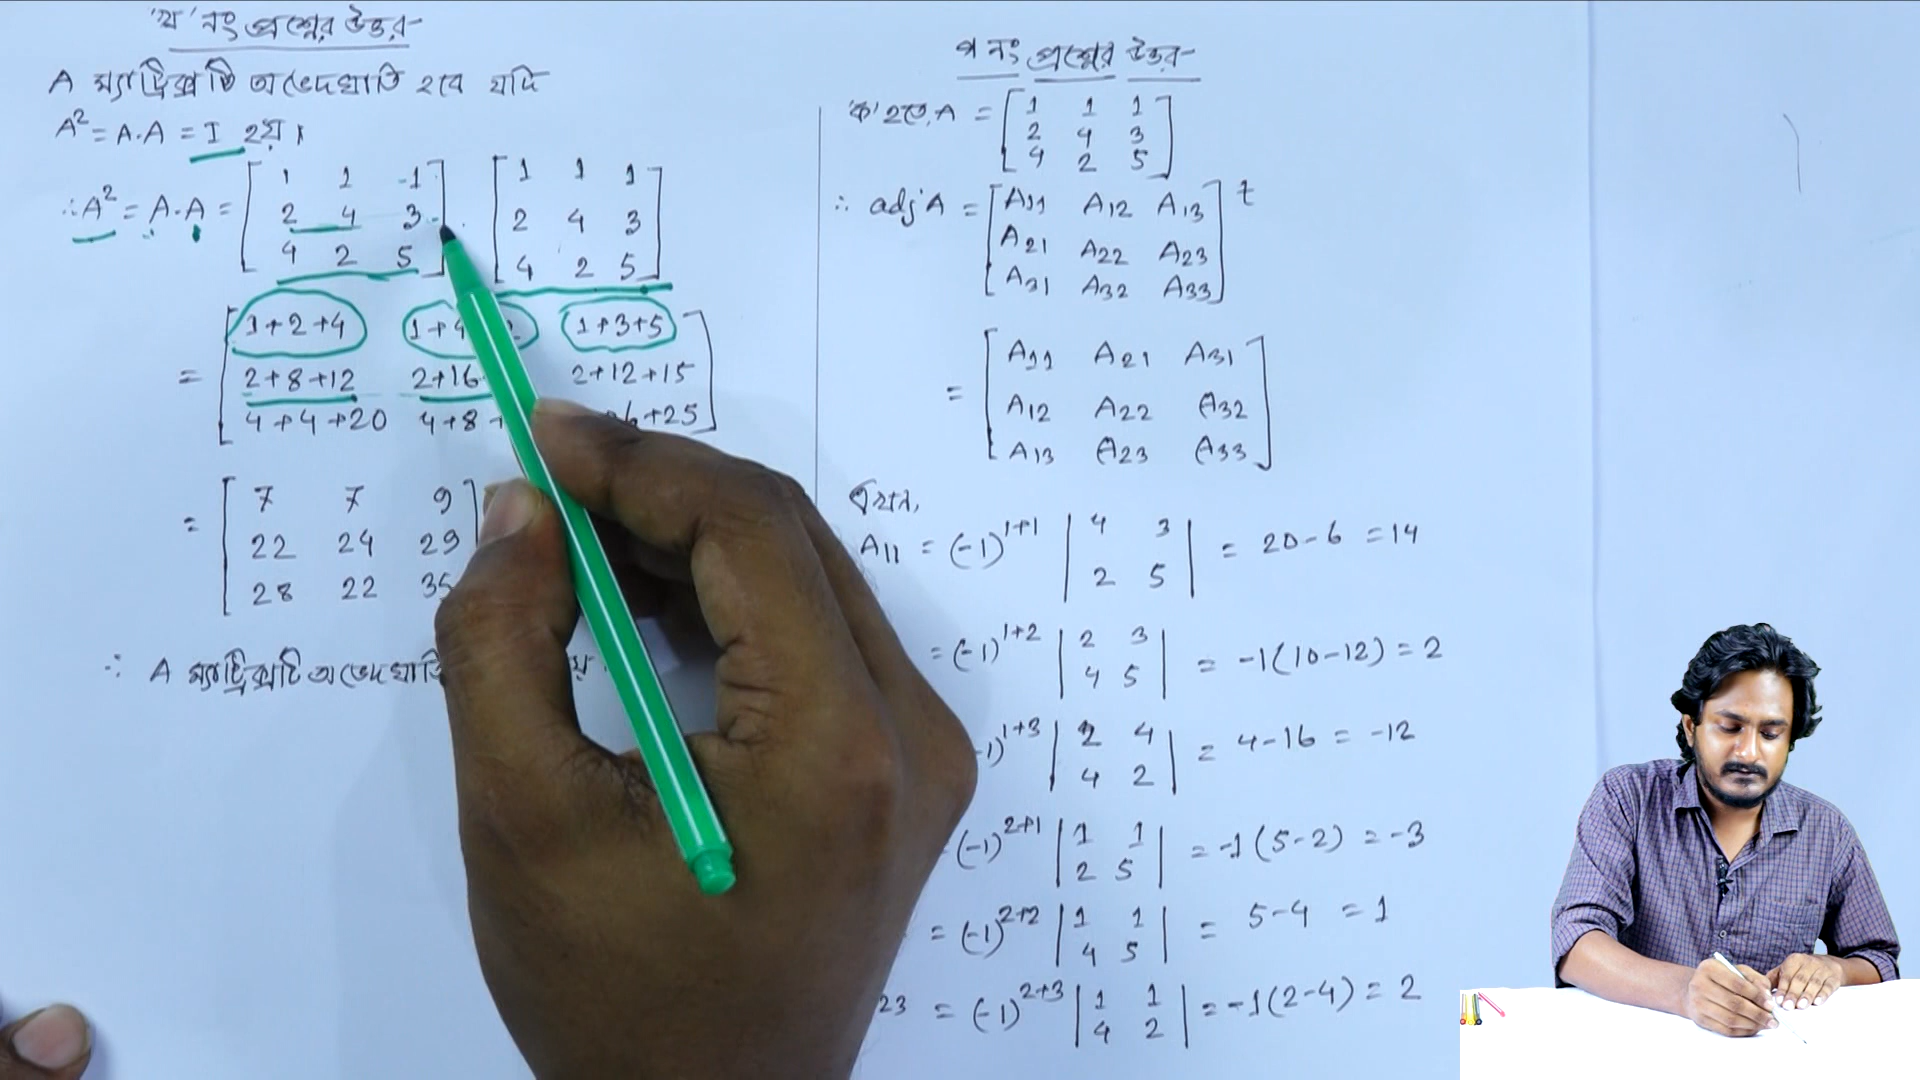 'খ' নং প্রশ্নের উত্তর-
A ম্যাট্রিক্সটি অভেদঘাতি হবে যদি
A² = A·A = I হয়।
∴ A² = A·A = [1 1 -1; 2 4 3; 4 2 5] · [1 1 1; 2 4 3; 4 2 5]
= [1+2+4 1+4 1+3+5
2+8+12 2+16 2+12+15
4+4+20 4+8+ 6+25]
= [7 7 9
22 24 29
28 22 35
∴ A ম্যাট্রিক্সটি অভেদঘাতি
গ নং প্রশ্নের উত্তর-
'ক' হতে, A = [1 1 1
2 4 3
4 2 5]
∴ adj A = [A11 A12 A13
A21 A22 A23
A31 A32 A33] t
= [A11 A21 A31
A12 A22 A32
A13 A23 A33]
এখন,
A11 = (-1)^1+1 |4 3; 2 5| = 20-6 = 14
= (-1)^1+2 |2 3; 4 5| = -1(10-12) = 2
-1)^1+3 |2 4; 4 2| = 4-16 = -12
(-1)^2+1 |1 1; 2 5| = -1(5-2) = -3
= (-1)^2+2 |1 1; 4 5| = 5-4 = 1
23 = (-1)^2+3 |1 1; 4 2| = -1(2-4) = 2